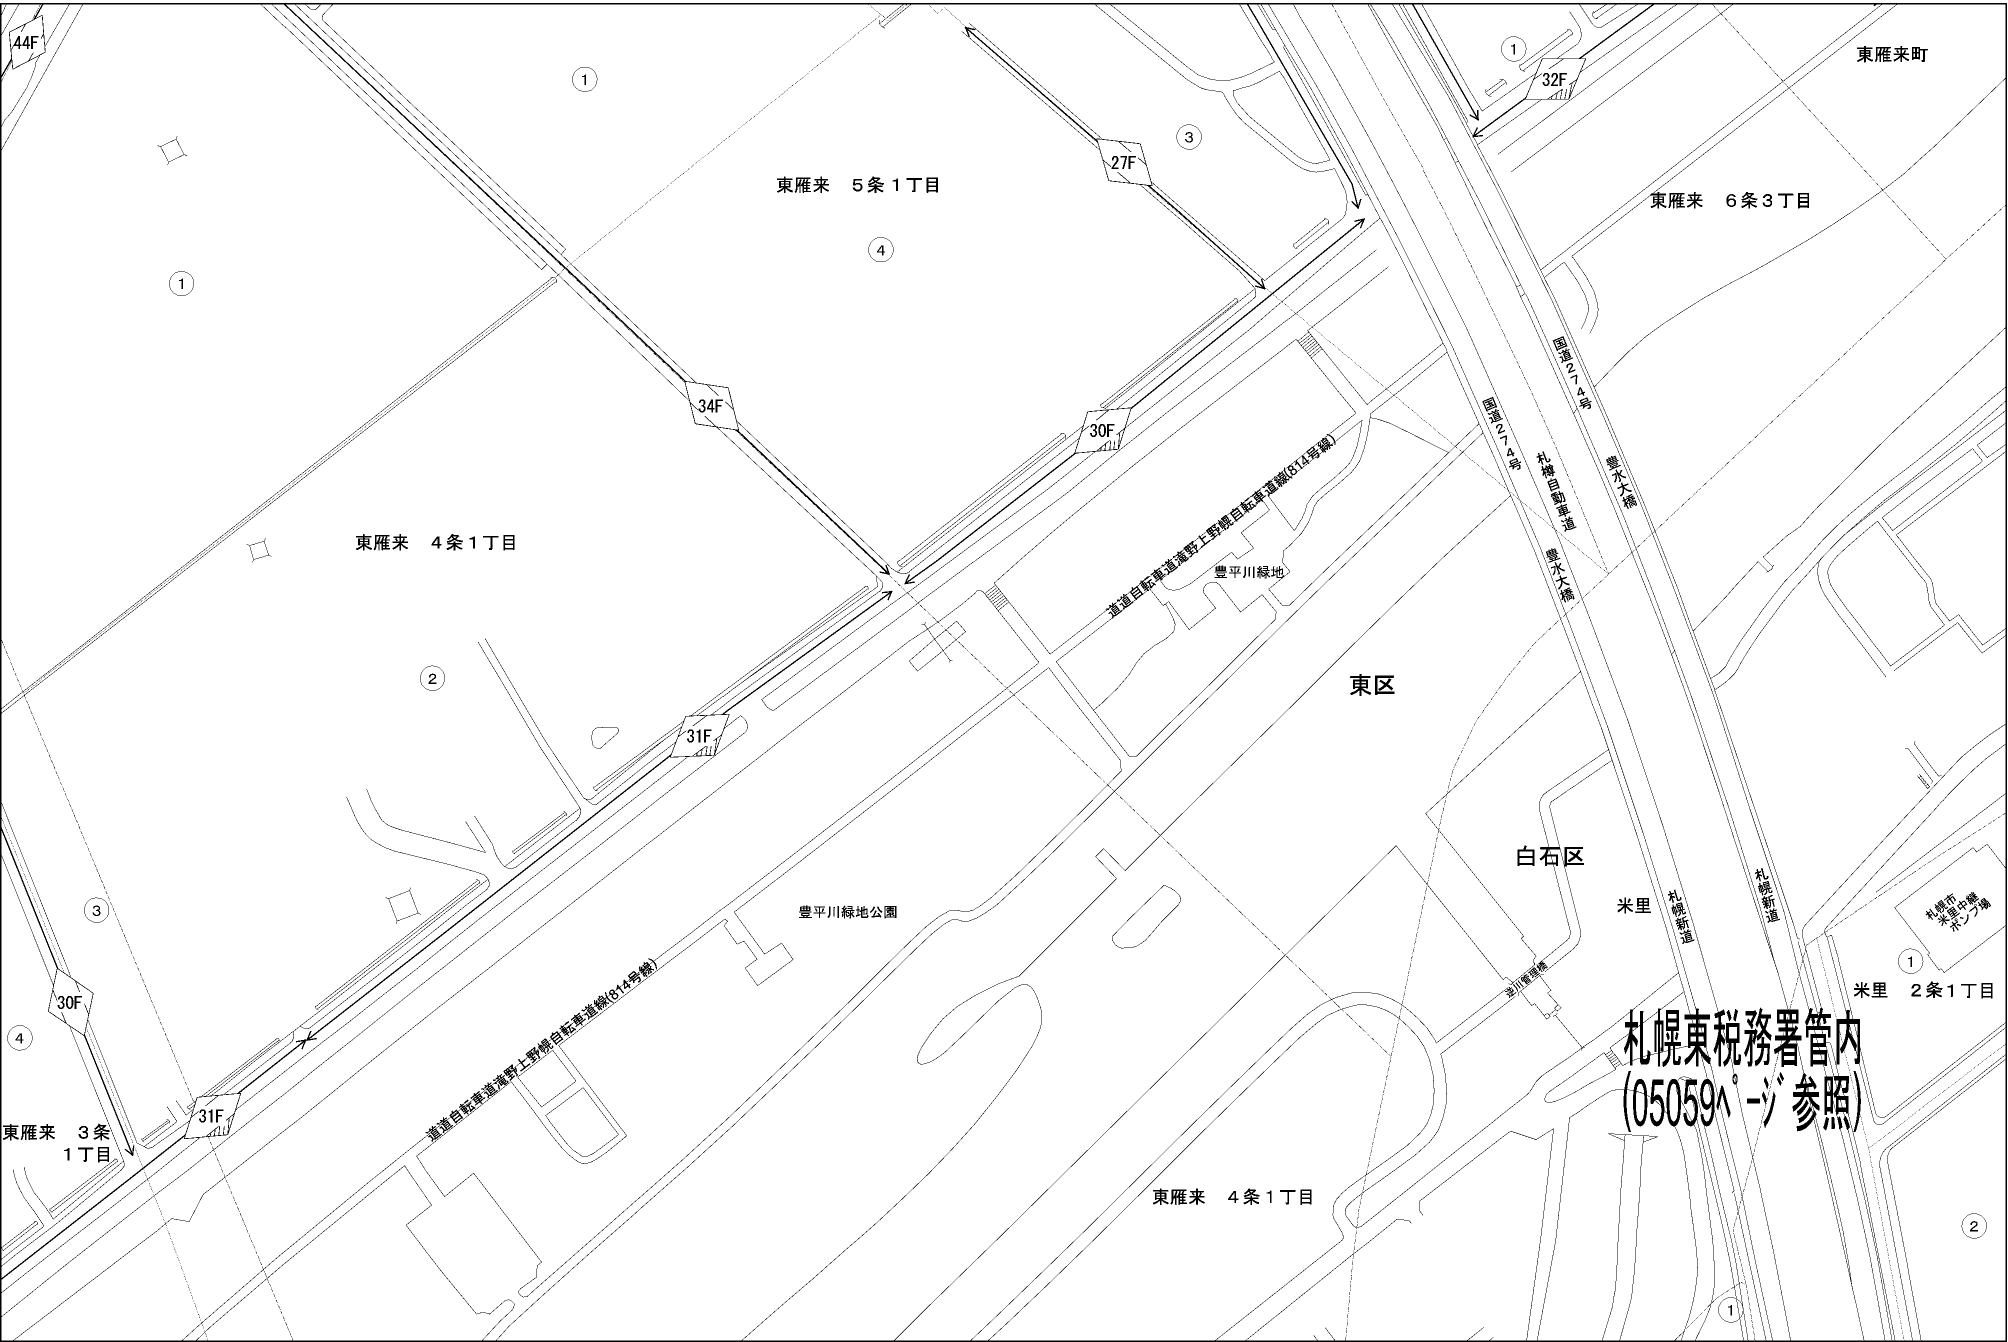 44F
①
①
東雁来町
32F
③
27F
東雁来　５条１丁目
東雁来　６条３丁目
④
①
国道274号
34F
国道274号
30F
道道自転車道滝野上野幌自転車道線(814号線)
札樽自動車道
豊水大橋
東雁来　４条１丁目
豊平川緑地
豊水大橋
②
東区
31F
白石区
米里
札幌新道
札幌新道
③
豊平川緑地公園
札幌市
米里中継
ポンプ場
①
米里　２条１丁目
逆川管理橋
30F
道道自転車道滝野上野幌自転車道線(814号線)
④
札幌東税務署管内
(05059ﾍﾟｰｼﾞ参照)
31F
東雁来　３条
１丁目
東雁来　４条１丁目
②
①